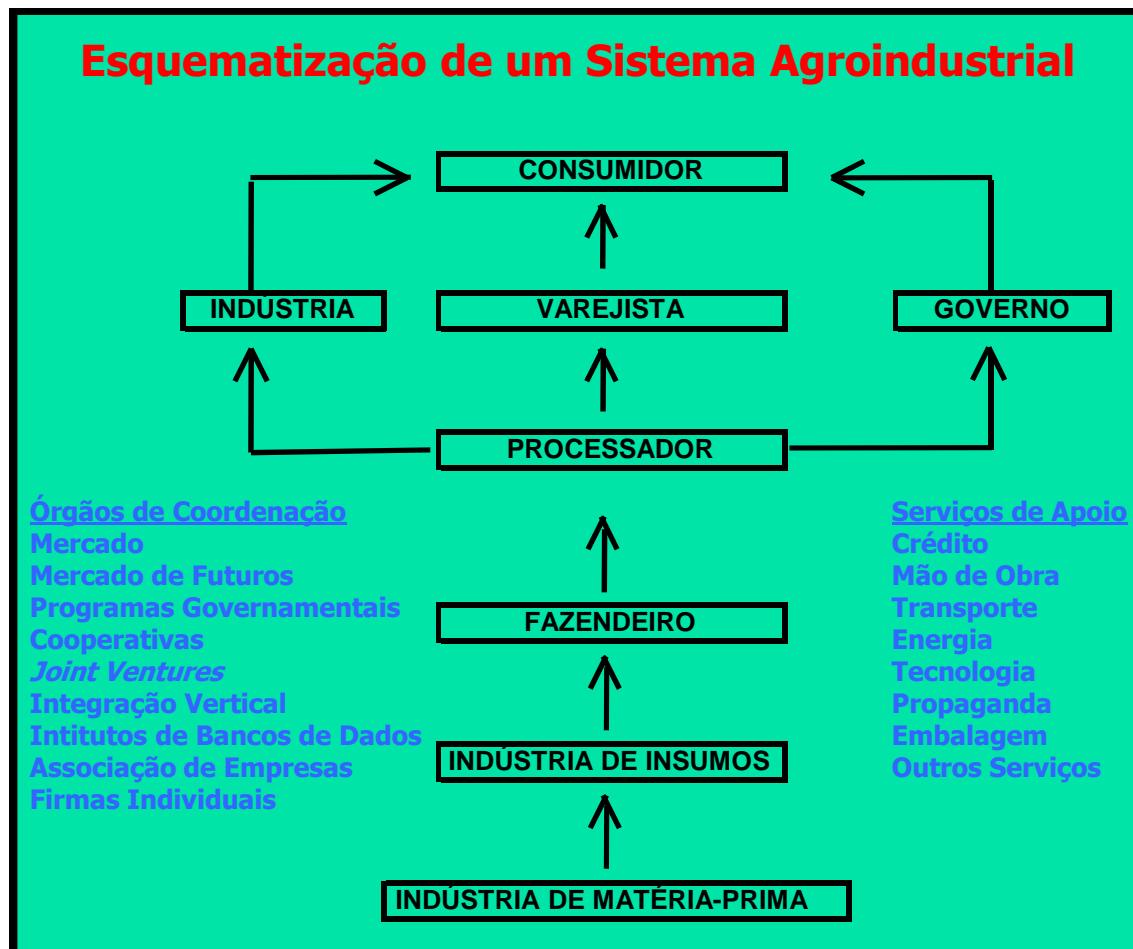 Esquematização de um Sistema Agroindustrial
CONSUMIDOR
INDÚSTRIA
VAREJISTA
GOVERNO
PROCESSADOR
Órgãos de Coordenação
Mercado
Mercado de Futuros
Programas Governamentais
Cooperativas
Joint Ventures
Integração Vertical
Intitutos de Bancos de Dados
Associação de Empresas
Firmas Individuais
Serviços de Apoio
Crédito
Mão de Obra
Transporte
Energia
Tecnologia
Propaganda
Embalagem
Outros Serviços
FAZENDEIRO
INDÚSTRIA DE INSUMOS
INDÚSTRIA DE MATÉRIA-PRIMA